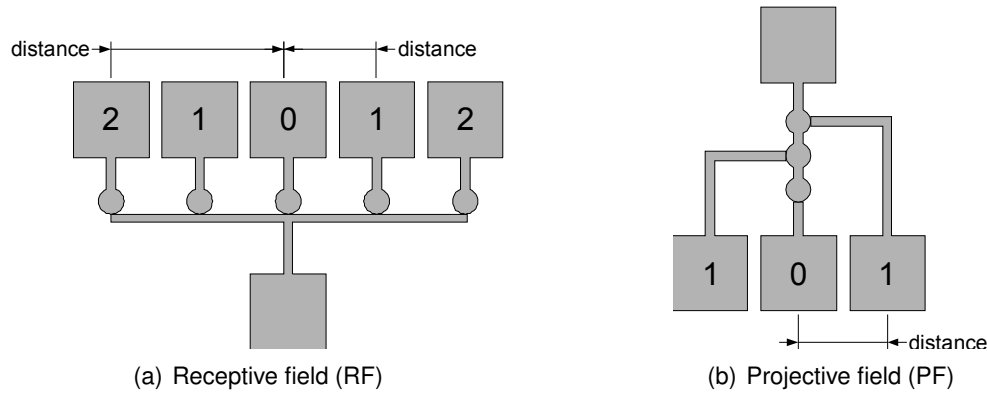 distance distance
2 1 0 1 2
(a) Receptive field (RF)
1 0 1
distance
(b) Projective field (PF)